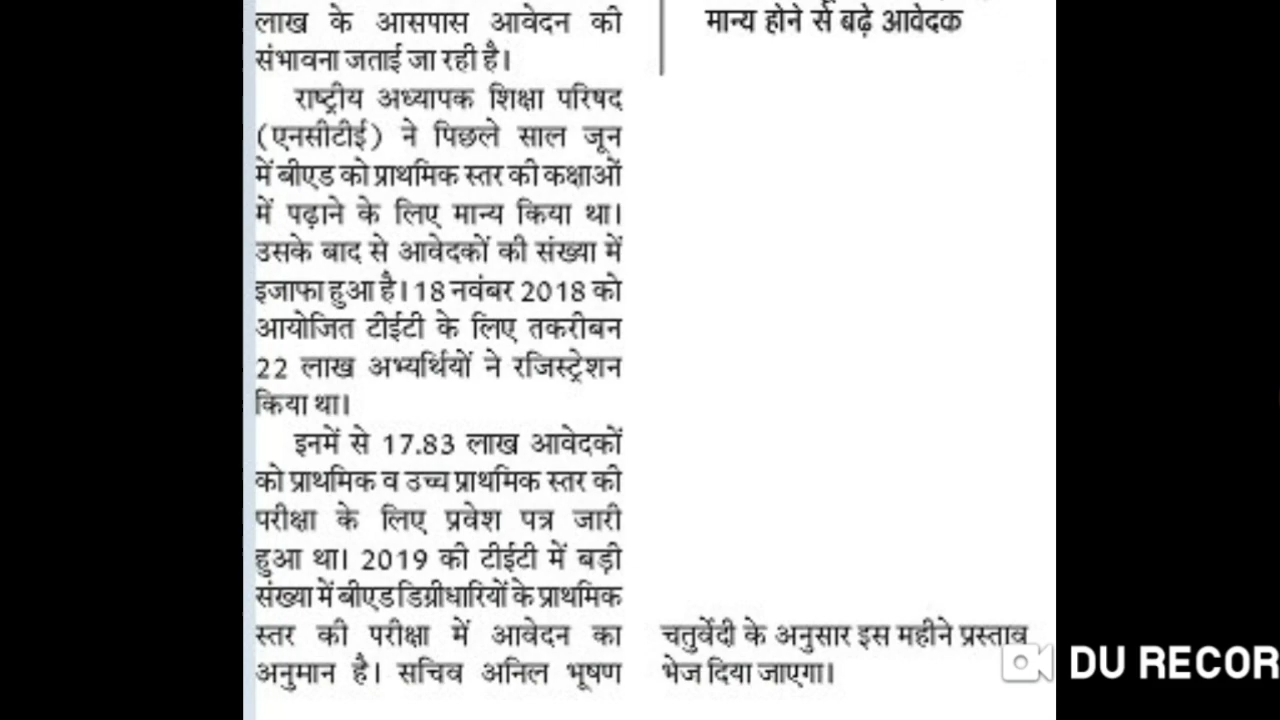 लाख के आसपास आवेदन की
संभावना जताई जा रही है।
राष्ट्रीय अध्यापक शिक्षा परिषद
(एनसीटीई) ने पिछले साल जून
में बीएड को प्राथमिक स्तर की कक्षाओं
में पढ़ाने के लिए मान्य किया था।
उसके बाद से आवेदकों की संख्या में
इजाफा हुआ है। 18 नवंबर 2018 को
आयोजित टीईटी के लिए तकरीबन
22 लाख अभ्यर्थियों ने रजिस्ट्रेशन
किया था।
इनमें से 17.83 लाख आवेदकों
को प्राथमिक व उच्च प्राथमिक स्तर की
परीक्षा के लिए प्रवेश पत्र जारी
हुआ था। 2019 की टीईटी में बड़ी
संख्या में बीएड डिग्रीधारियों के प्राथमिक
स्तर की परीक्षा में आवेदन का
अनुमान है। सचिव अनिल भूषण
मान्य होने से बढ़े आवेदक
चतुर्वेदी के अनुसार इस महीने प्रस्ताव
भेज दिया जाएगा।
DU RECOR